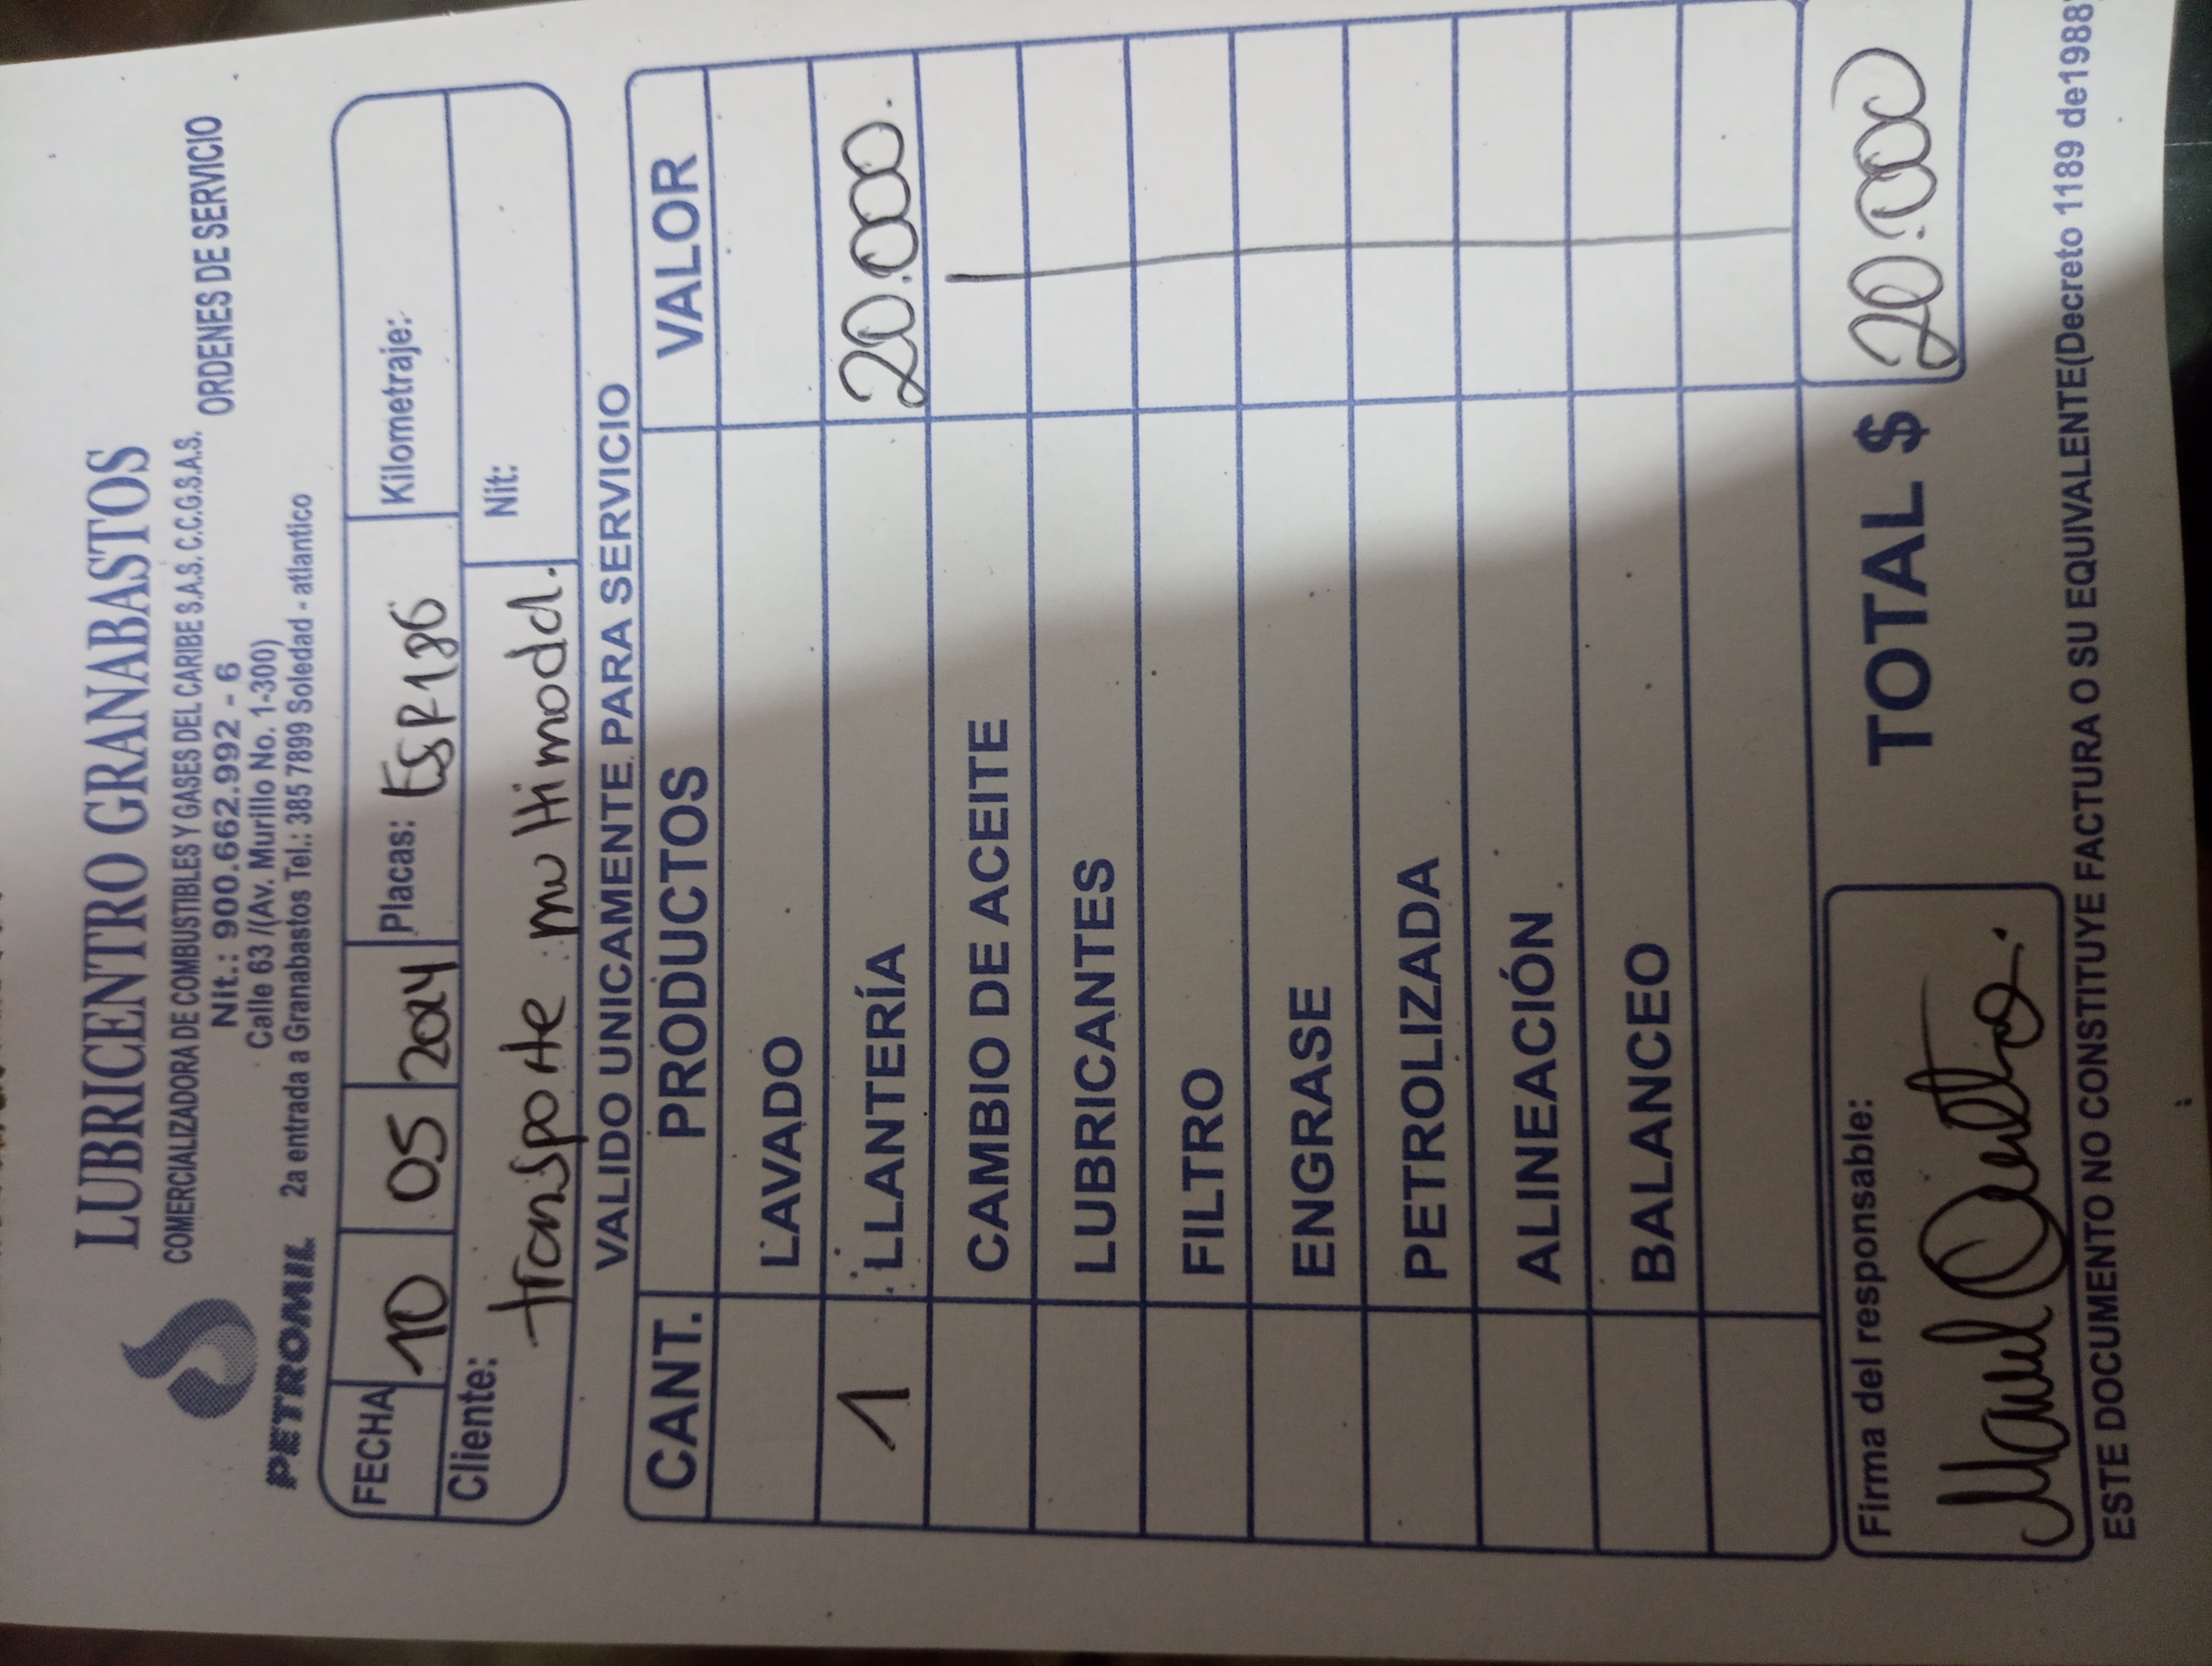 LUBRICENTRO GRANABASTOS
COMERCIALIZADORA DE COMBUSTIBLES Y GASES DEL CARIBE S.A.S. C.C.G.S.A.S.
ORDENES DE SERVICIO
Nit.: 900.662.992 - 6
Calle 63 /(Av. Murillo No. 1-300)
PETROMIL 2a entrada a Granabastos Tel.: 385 7899 Soledad - atlantico
FECHA 10 05 2024 Placas: ESR186 Kilometraje:
Cliente: transporte multimodal. Nit:
VALIDO UNICAMENTE PARA SERVICIO
CANT. PRODUCTOS VALOR
LAVADO
1 LLANTERÍA 20.000.
CAMBIO DE ACEITE
LUBRICANTES
FILTRO
ENGRASE
PETROLIZADA
ALINEACIÓN
BALANCEO
Firma del responsable: TOTAL $ 20.000
Manuel
ESTE DOCUMENTO NO CONSTITUYE FACTURA O SU EQUIVALENTE(Decreto 1189 de1988)